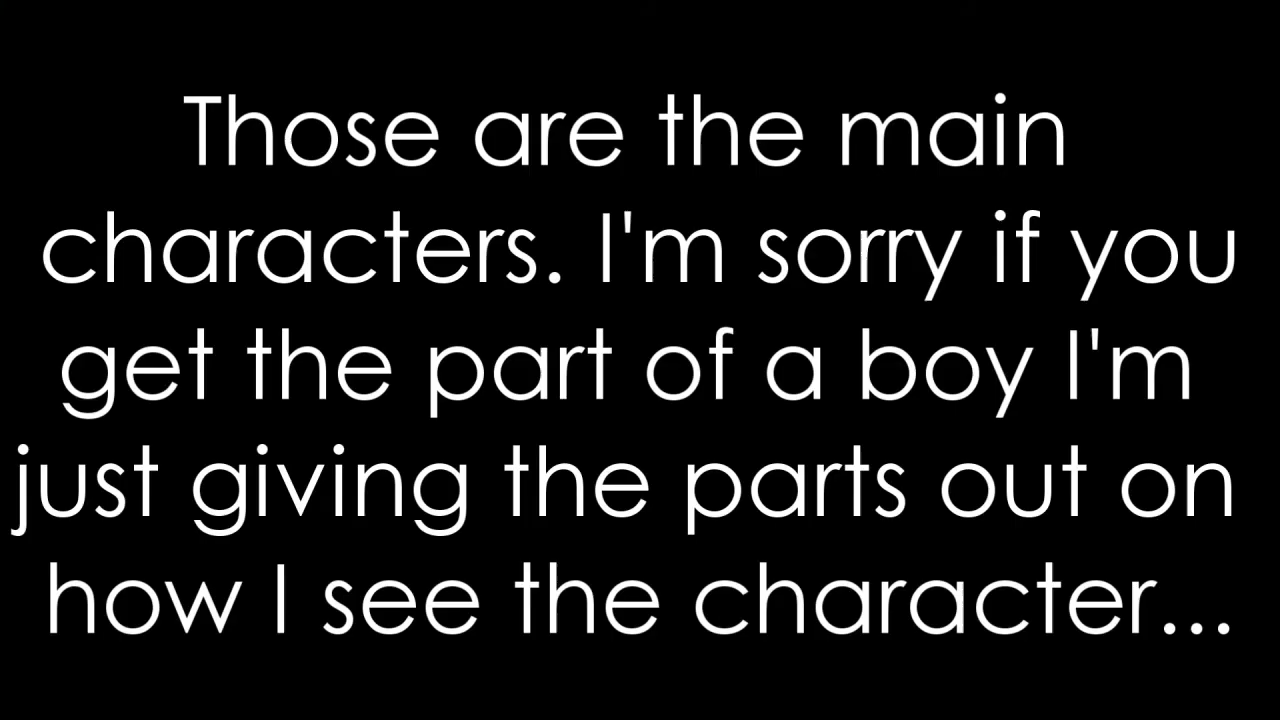 Those are the main
characters. I'm sorry if you
get the part of a boy I'm
just giving the parts out on
how I see the character...